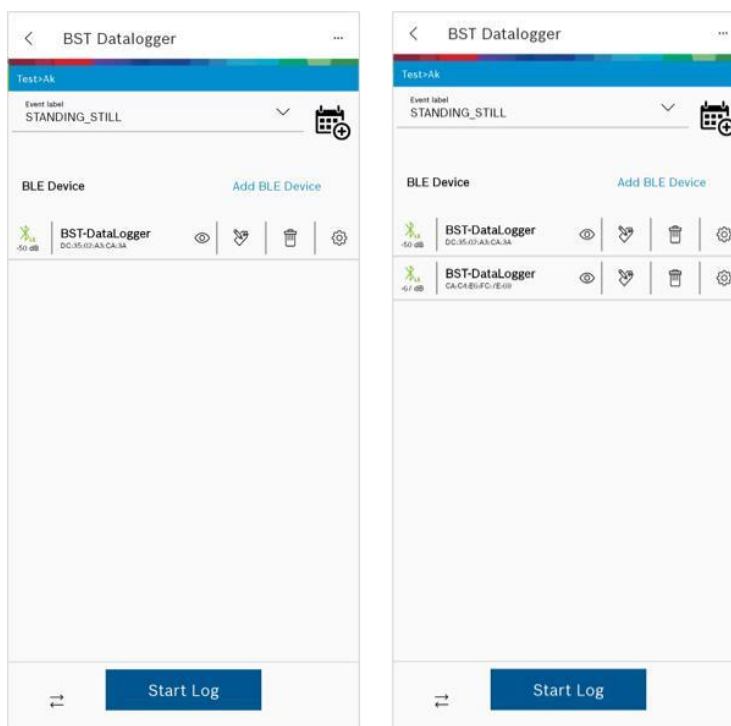 BST Datalogger
Test>Ak
Event label
STANDING_STILL
BLE Device
Add BLE Device
BST-DataLogger
DC:35:02:A3:CA:3A
-50 dB
Start Log
BST Datalogger
Test>Ak
Event label
STANDING_STILL
BLE Device
Add BLE Device
BST-DataLogger
DC:35:02:A3:CA:3A
-50 dB
BST-DataLogger
-67 dB
Start Log